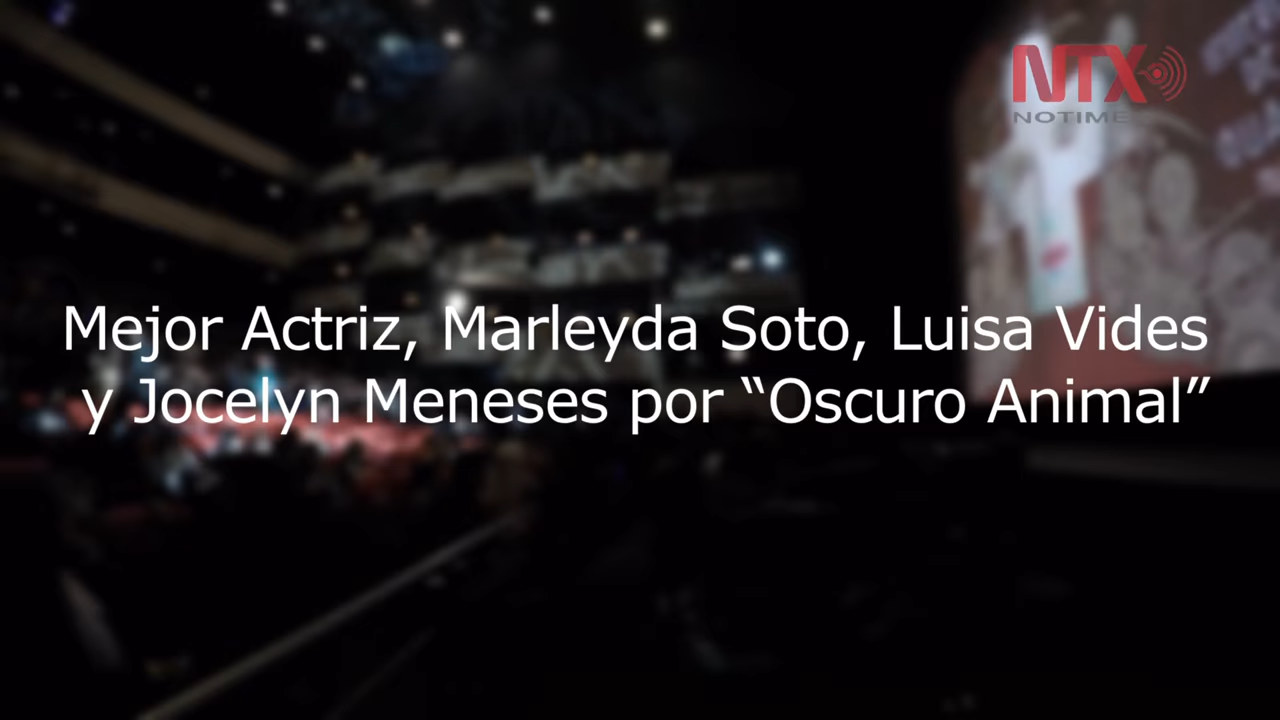 NTX
NOTIMEX
Mejor Actriz, Marleyda Soto, Luisa Vides
y Jocelyn Meneses por “Oscuro Animal”